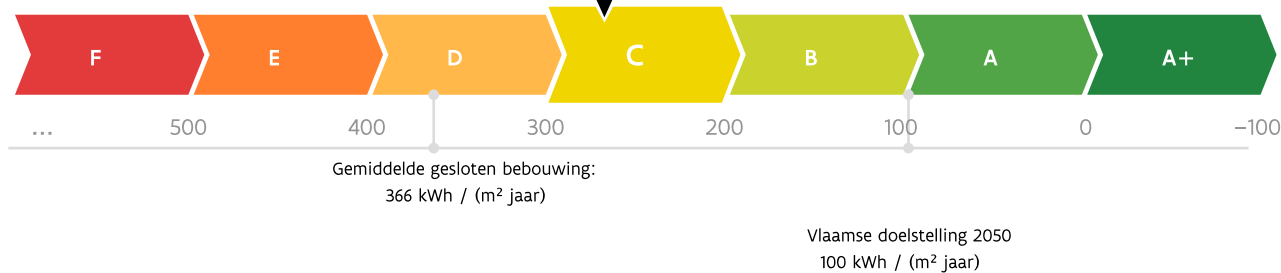 F E D C B A A+
... 500 400 300 200 100 0 −100
Gemiddelde gesloten bebouwing:
366 kWh / (m² jaar)
Vlaamse doelstelling 2050
100 kWh / (m² jaar)